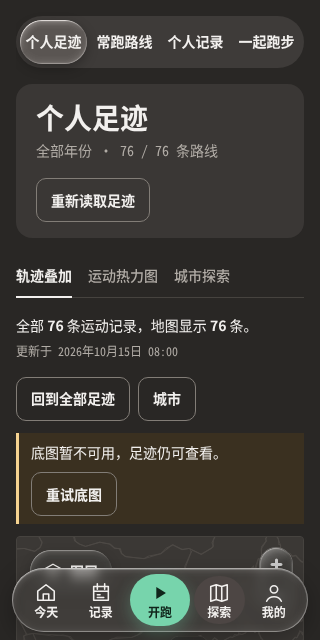 个人足迹 常跑路线 个人记录 一起跑步
个人足迹
全部年份 · 76 / 76 条路线
重新读取足迹
轨迹叠加 运动热力图 城市探索
全部 76 条运动记录，地图显示 76 条。
更新于 2026年10月15日 08:00
回到全部足迹 城市
底图暂不可用，足迹仍可查看。
重试底图
+
今天 记录 开跑 探索 我的